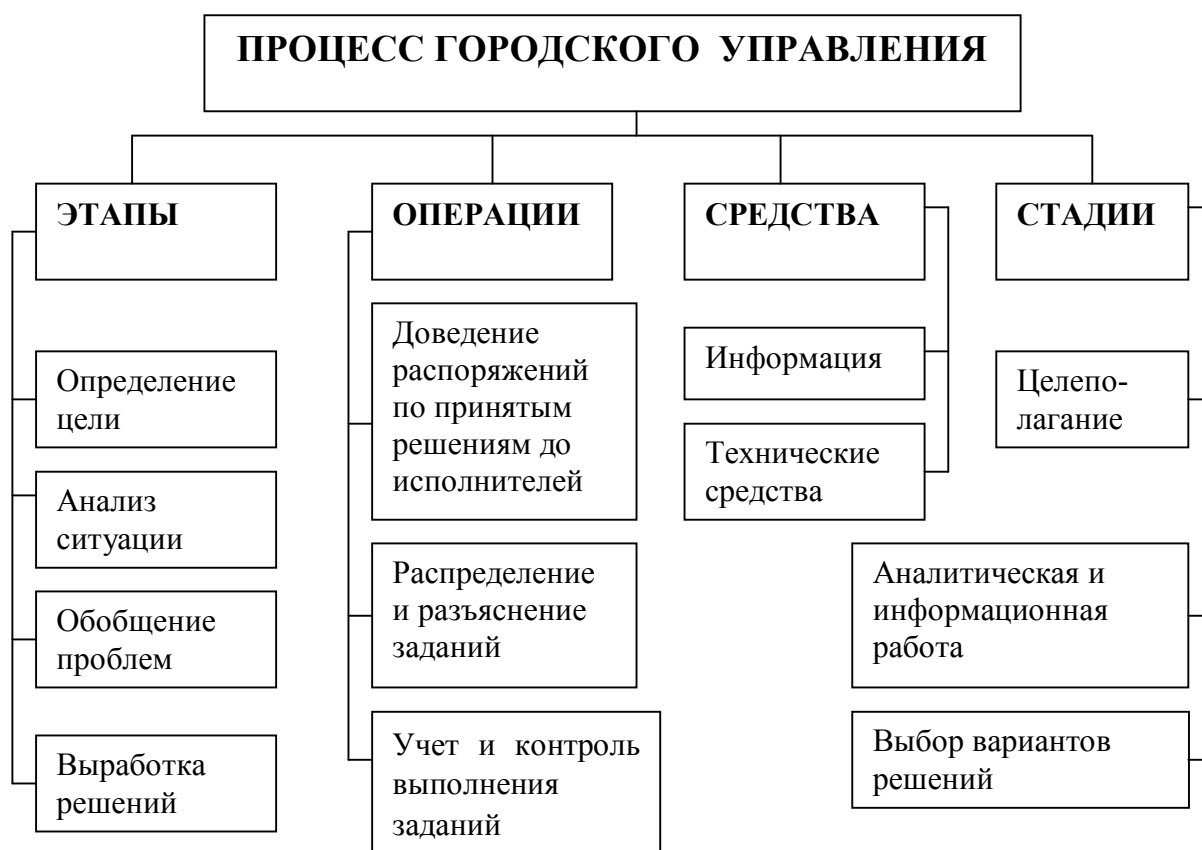 ПРОЦЕСС ГОРОДСКОГО УПРАВЛЕНИЯ
ЭТАПЫ
Определение
цели
Анализ
ситуации
Обобщение
проблем
Выработка
решений
ОПЕРАЦИИ
Доведение
распоряжений
по принятым
решениям до
исполнителей
Распределение
и разъяснение
заданий
Учет и контроль
выполнения
заданий
СРЕДСТВА
Информация
Технические
средства
СТАДИИ
Целепо-
лагание
Аналитическая и
информационная
работа
Выбор вариантов
решений